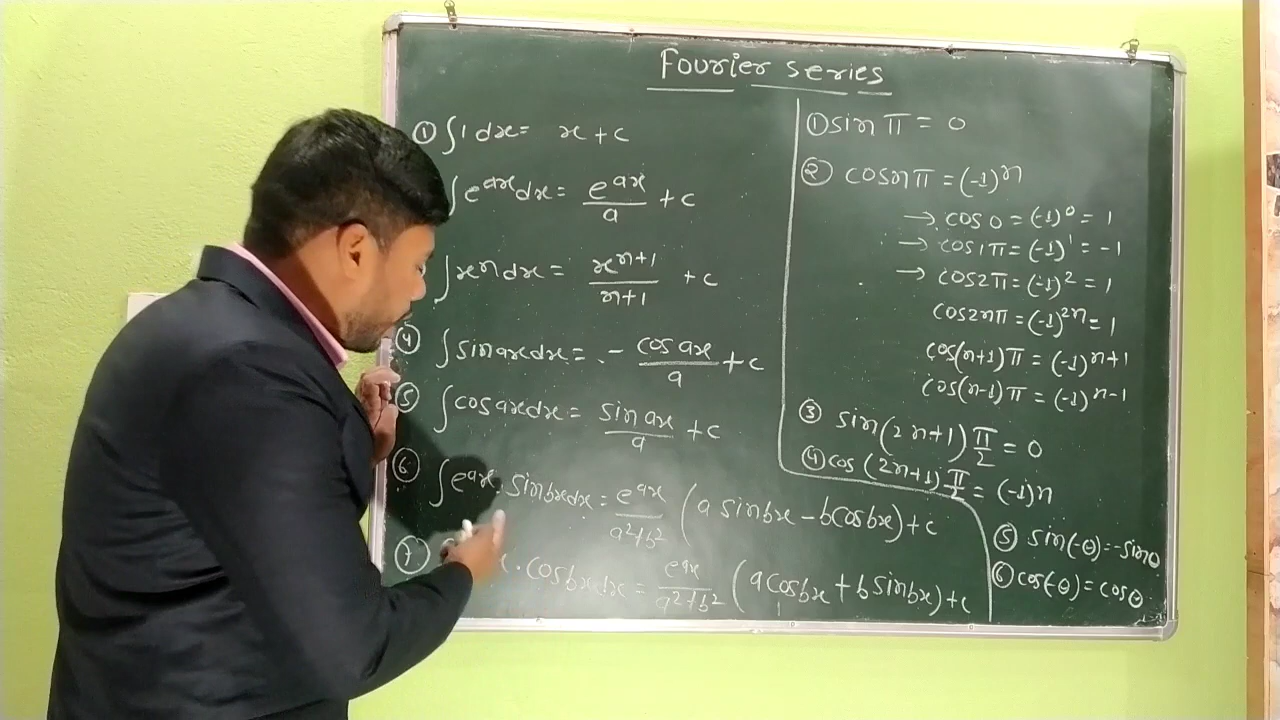 Fourier series
① ∫1 dx = x + c
∫e^ax dx = e^ax/a + c
∫x^n dx = x^(n+1)/(n+1) + c
④ ∫sin ax dx = - cos ax/a + c
⑤ ∫cos ax dx = sin ax/a + c
⑥ ∫e^ax . sin bx dx = e^ax/(a²+b²) (a sin bx - b cos bx) + c
⑦ . cos bx dx = e^ax/(a²+b²) (a cos bx + b sin bx) + c
① sin π = 0
② cos nπ = (-1)^n
→ cos 0 = (-1)^0 = 1
→ cos 1π = (-1)^1 = -1
→ cos 2π = (-1)^2 = 1
cos 2nπ = (-1)^2n = 1
cos(n+1)π = (-1)^n+1
cos(n-1)π = (-1)^n-1
③ sin(2n+1) π/2 = 0
④ cos (2n+1) π/2 = (-1)n
⑤ sin(-θ) = -sinθ
⑥ cos(-θ) = cosθ